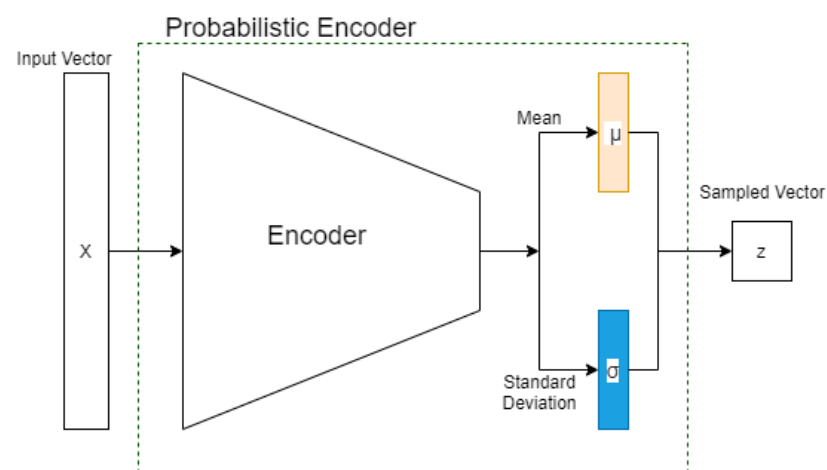 Probabilistic Encoder
Input Vector
Mean
μ
Sampled Vector
Encoder
X
z
σ
Standard
Deviation